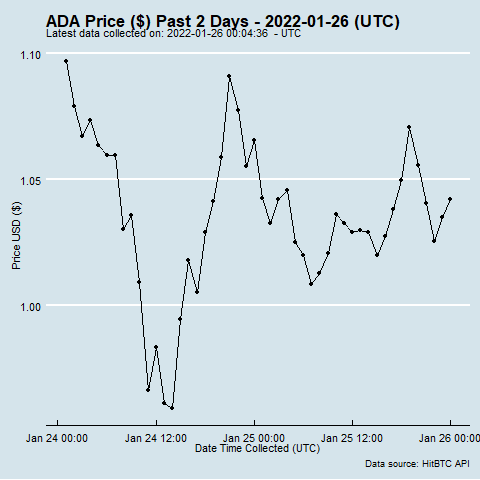 ADA Price ($) Past 2 Days - 2022-01-26 (UTC)
Latest data collected on: 2022-01-26 00:04:36 - UTC
1.10
1.05
1.00
Price USD ($)
Jan 24 00:00 Jan 24 12:00 Jan 25 00:00 Jan 25 12:00 Jan 26 00:00
Date Time Collected (UTC)
Data source: HitBTC API